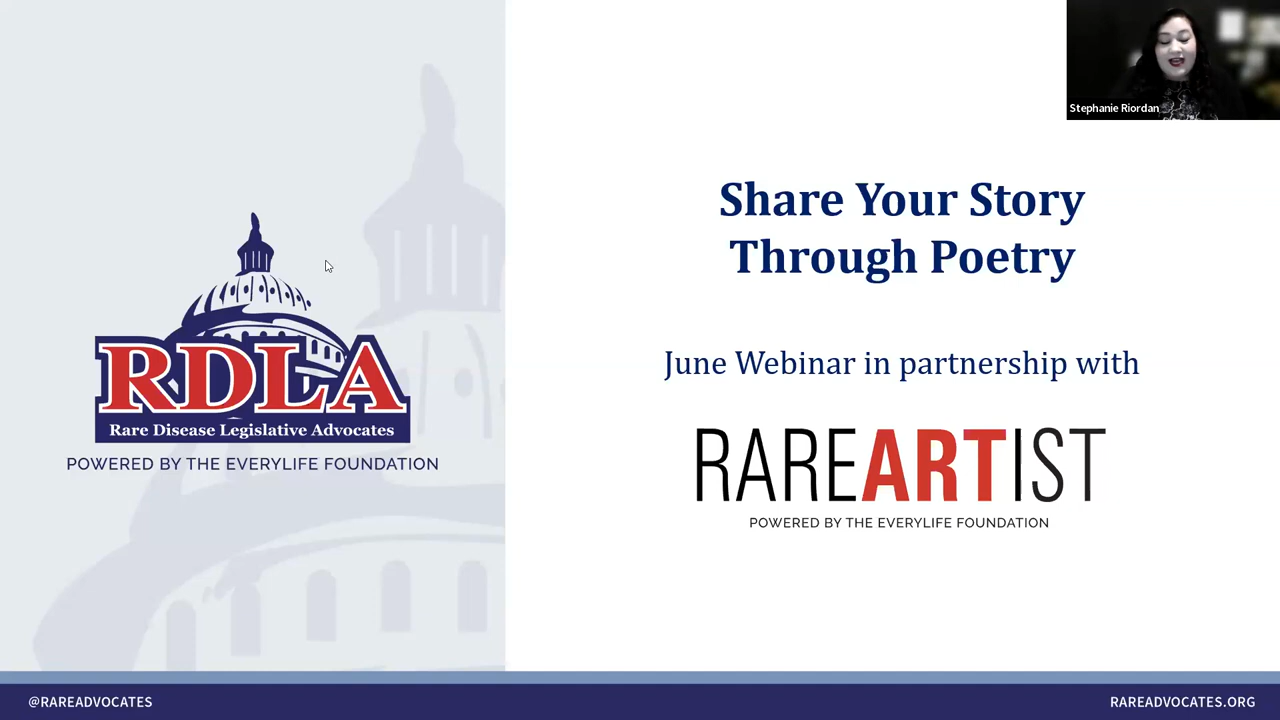 Stephanie Riordan
Share Your Story
Through Poetry
June Webinar in partnership with
RAREARTIST
POWERED BY THE EVERYLIFE FOUNDATION
RDLA
Rare Disease Legislative Advocates
POWERED BY THE EVERYLIFE FOUNDATION
@RAREADVOCATES
RAREADVOCATES.ORG